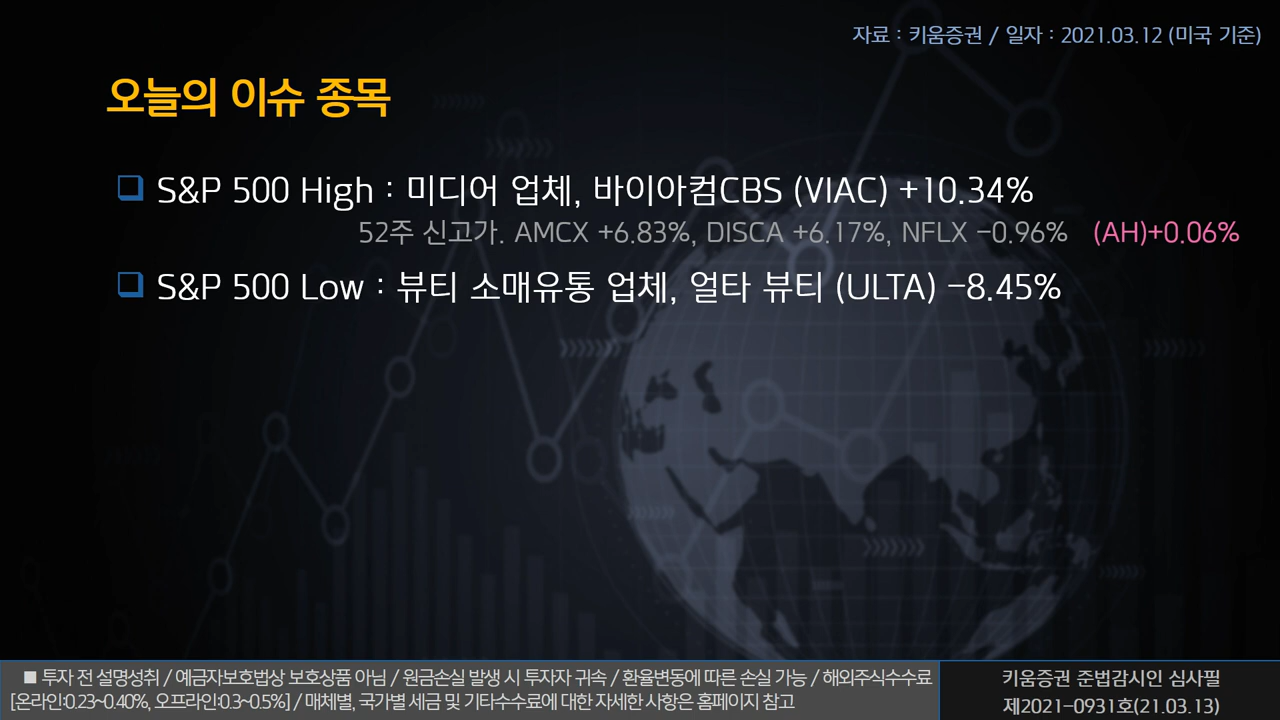 자료 : 키움증권 / 일자 : 2021.03.12 (미국 기준)
오늘의 이슈 종목
S&P 500 High : 미디어 업체, 바이아컴CBS (VIAC) +10.34%
52주 신고가. AMCX +6.83%, DISCA +6.17%, NFLX -0.96% (AH)+0.06%
S&P 500 Low : 뷰티 소매유통 업체, 얼타 뷰티 (ULTA) -8.45%
■ 투자 전 설명성취 / 예금자보호법상 보호상품 아님 / 원금손실 발생 시 투자자 귀속 / 환율변동에 따른 손실 가능 / 해외주식수수료
[온라인:0.23~0.40%, 오프라인:0.3~0.5%] / 매체별, 국가별 세금 및 기타수수료에 대한 자세한 사항은 홈페이지 참고
키움증권 준법감시인 심사필
제2021-0931호(21.03.13)